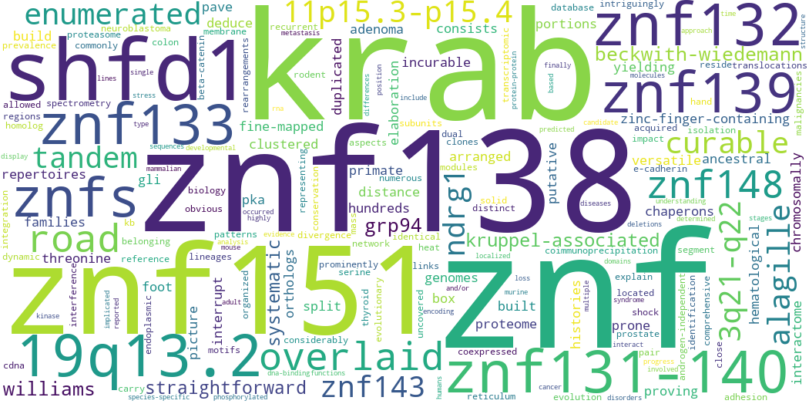 enumerated
pave
11p15.3-p15.4
database
intriguingly
znf132
recurrent
neuroblastoma
deduce
krab
adenoma
portions
build
proteasome
colon
membrane
consists
beckwith-wiedemann
prevalence
commonly
shfd1
beta-catenin
rearrangements
duplicated
incurable
transcriptomic
protein-protein
yielding
reside
translocations
allowed
spectrometry
lines
single
rodent
metastasis
elaboration
differences
position
finally
based
approach
time
structure
molecules
znf139
regions
homolog
stress
znf133
type
fine-mapped
subunits
include
hand
acquired
malignancies
zinc-finger-containing
rna
candidate
display
sequences
developmental
clustered
aspects
dual
clones
predicted
isolation
impact
tandem
mammalian
primate
numerous
modules
putative
e-cadherin
curable
repertoires
gli
pka
representing
conservation
distance
arranged
versatile
ancestral
znf138
znfs
biology
obvious
occurred
highly
hundreds
mass
ndrg1
solid
distinct
diseases
understanding
determined
stages
znf148
families
grp94
chaperons
integration
kb
patterns
divergence
network
identical
kruppel-associated
deletions
domains
chromosomally
road
belonging
analysis
evidence
mouse
heat
coimmunoprecipitation
localized
segment
dynamic
reference
lineages
prominently
links
genomes
and/or
znf
threonine
interference
endoplasmic
foot
systematic
orthologs
serine
evolutionary
box
loss
murine
explain
located
androgen-independent
identification
comprehensive
3q21-q22
hematological
alagille
znf151
implicated
reported
organized
adult
interrupt
split
thyroid
uncovered
built
histories
encoding
syndrome
multiple
shock
prone
picture
considerably
proteome
prostate
pair
close
interactome
kinase
motifs
coexpressed
interact
19q13.2
overlaid
znf131-140
cdna
carry
dna-binding
functions
humans
progress
involved
proving
williams
straightforward
znf143
species-specific
phosphorylated
reticulum
cancer
evolution
disorders
adhesion